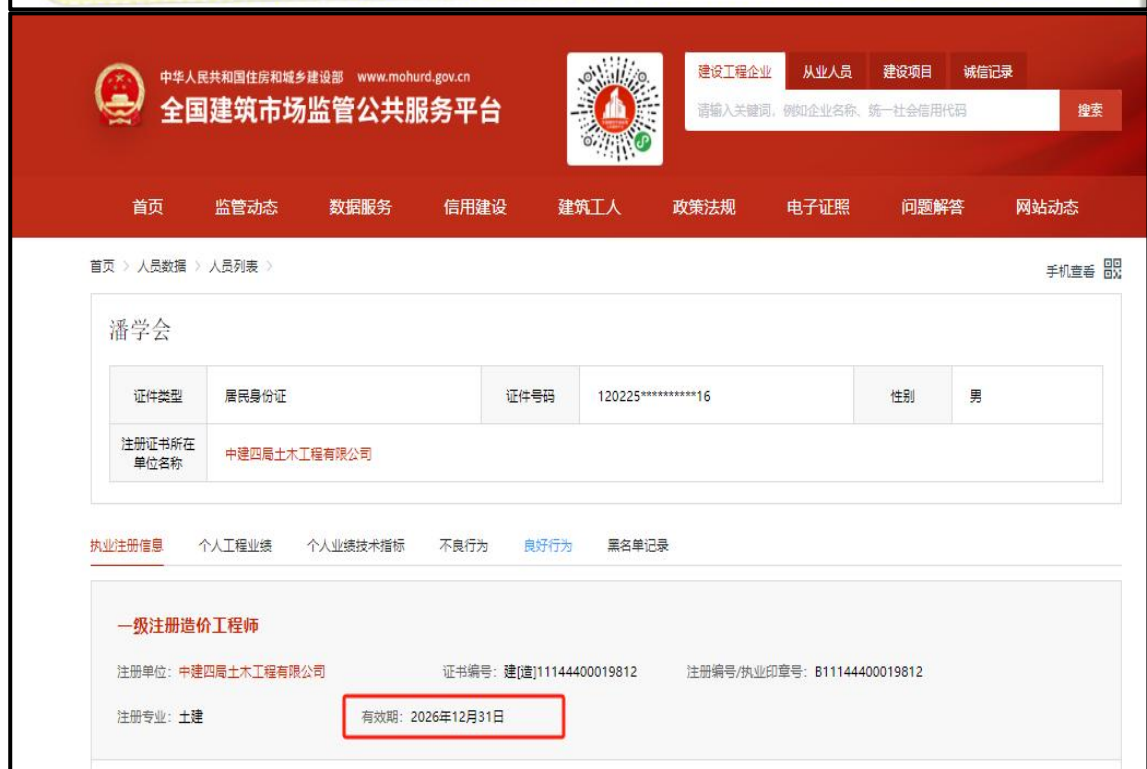 中华人民共和国住房和城乡建设部 www.mohurd.gov.cn
全国建筑市场监管公共服务平台
建设工程企业 从业人员 建设项目 诚信记录
请输入关键词，例如企业名称、统一社会信用代码 搜索
首页 监管动态 数据服务 信用建设 建筑工人 政策法规 电子证照 问题解答 网站动态
首页 > 人员数据 > 人员列表 >
手机查看
潘学会
证件类型 居民身份证 证件号码 120225**********16 性别 男
注册证书所在
单位名称
中建四局土木工程有限公司
执业注册信息 个人工程业绩 个人业绩技术指标 不良行为 良好行为 黑名单记录
一级注册造价工程师
注册单位：中建四局土木工程有限公司 证书编号：建[造]11144400019812 注册编号/执业印章号：B11144400019812
注册专业：土建 有效期：2026年12月31日